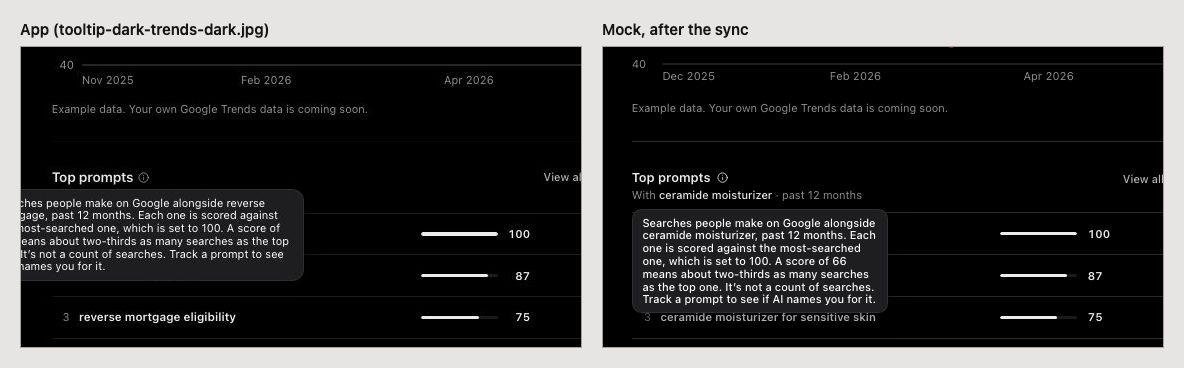 App (tooltip-dark-trends-dark.jpg)
40
Nov 2025 Feb 2026 Apr 2026
Example data. Your own Google Trends data is coming soon.
Top prompts
View al
ches people make on Google alongside reverse
gage, past 12 months. Each one is scored against
most-searched one, which is set to 100. A score of
eans about two-thirds as many searches as the top
It's not a count of searches. Track a prompt to see
names you for it.
100
87
3 reverse mortgage eligibility 75
Mock, after the sync
40
Dec 2025 Feb 2026 Apr 2026
Example data. Your own Google Trends data is coming soon.
Top prompts
View all
With ceramide moisturizer · past 12 months
Searches people make on Google alongside
ceramide moisturizer, past 12 months. Each
one is scored against the most-searched
one, which is set to 100. A score of 66
means about two-thirds as many searches
as the top one. It's not a count of searches.
Track a prompt to see if AI names you for it.
100
87
3 ceramide moisturizer for sensitive skin 75